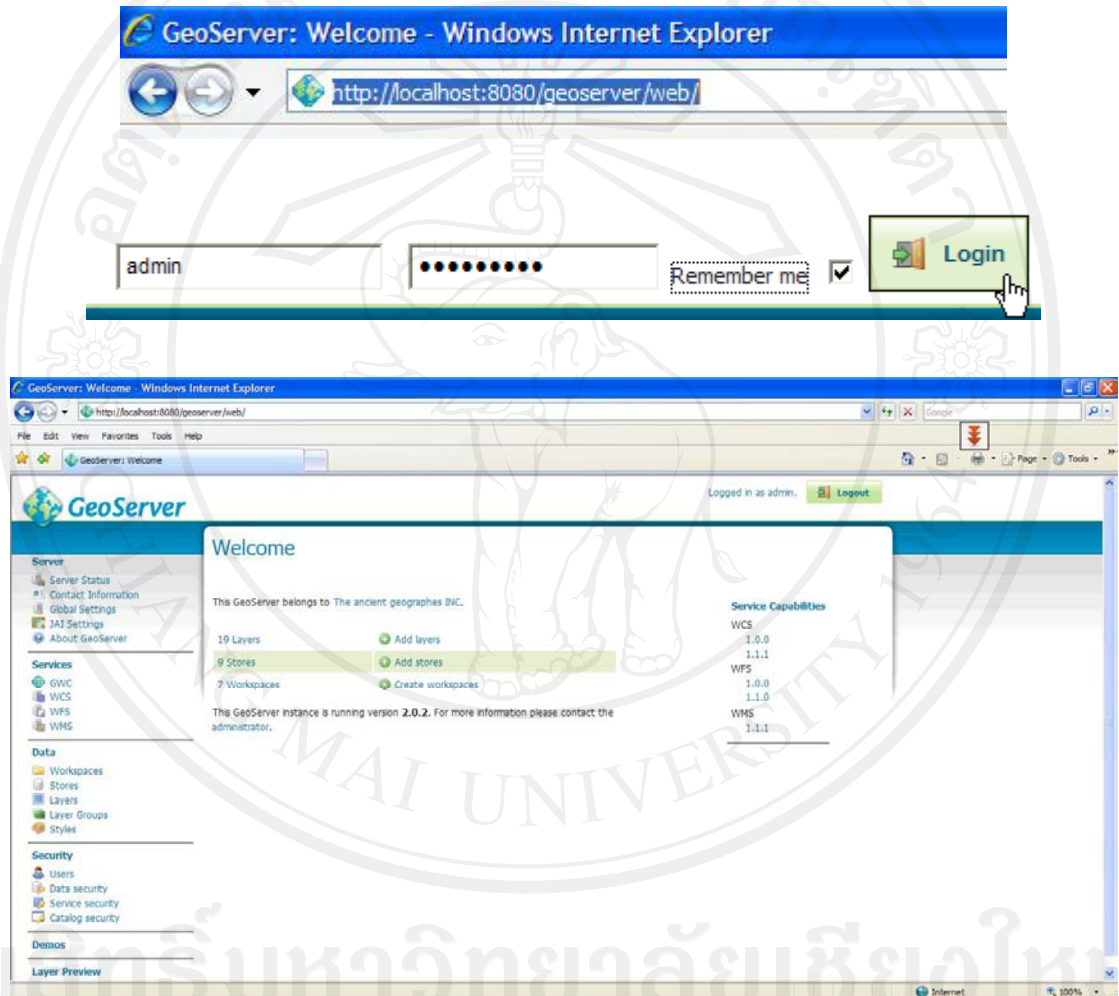 GeoServer: Welcome - Windows Internet Explorer
http://localhost:8080/geoserver/web/
admin
Remember me
Login
GeoServer: Welcome - Windows Internet Explorer
http://localhost:8080/geoserver/web/
Google
File Edit View Favorites Tools Help
GeoServer: Welcome
Page Tools
GeoServer
Logged in as admin.
Logout
Server
Server Status
Contact Information
Global Settings
JAI Settings
About GeoServer
Services
GWC
WCS
WFS
WMS
Data
Workspaces
Stores
Layers
Layer Groups
Styles
Security
Users
Data security
Service security
Catalog security
Demos
Layer Preview
Welcome
This GeoServer belongs to The ancient geographes INC.
19 Layers Add layers
9 Stores Add stores
7 Workspaces Create workspaces
This GeoServer instance is running version 2.0.2. For more information please contact the
administrator.
Service Capabilities
WCS
1.0.0
1.1.1
WFS
1.0.0
1.1.0
WMS
1.1.1
Internet 100%
CHIANG MAI UNIVERSITY 1964